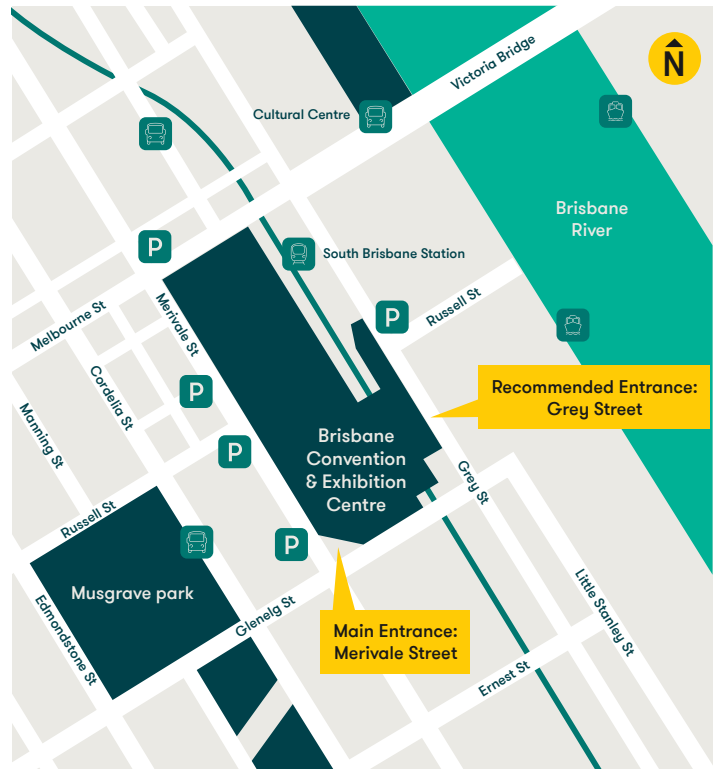 N
Victoria Bridge
Cultural Centre
Brisbane
River
P
South Brisbane Station
Melbourne St
Merivale St
P
Russell St
Recommended Entrance:
Grey Street
Cordelia St
P
Manning St
Brisbane
Convention
& Exhibition
Centre
P
Grey St
Russell St
P
Musgrave park
Edmondstone St
Glenelg St
Main Entrance:
Merivale Street
Little Stanley St
Ernest St